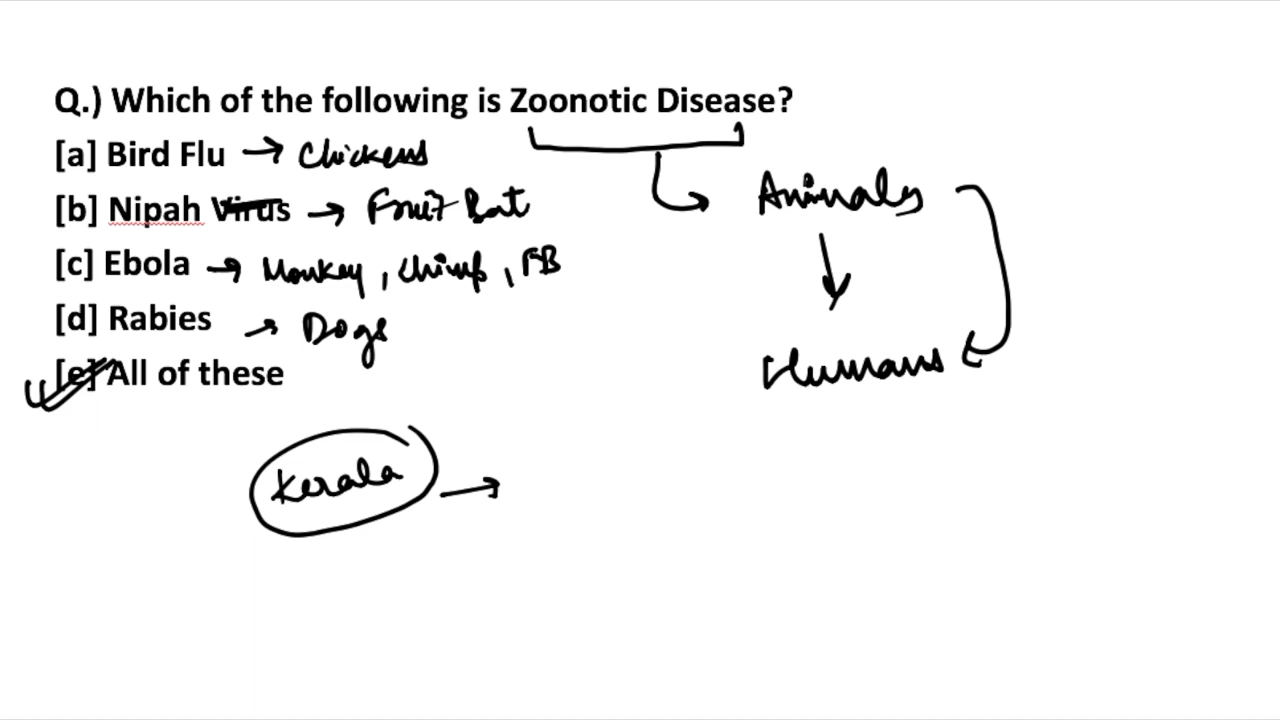 Q.) Which of the following is Zoonotic Disease?
[a] Bird Flu → Chickens
[b] Nipah Virus → Fruit Bat
[c] Ebola → Monkey, Chimp, FB
[d] Rabies → Dogs
[e] All of these
Animals
Humans
Kerala →